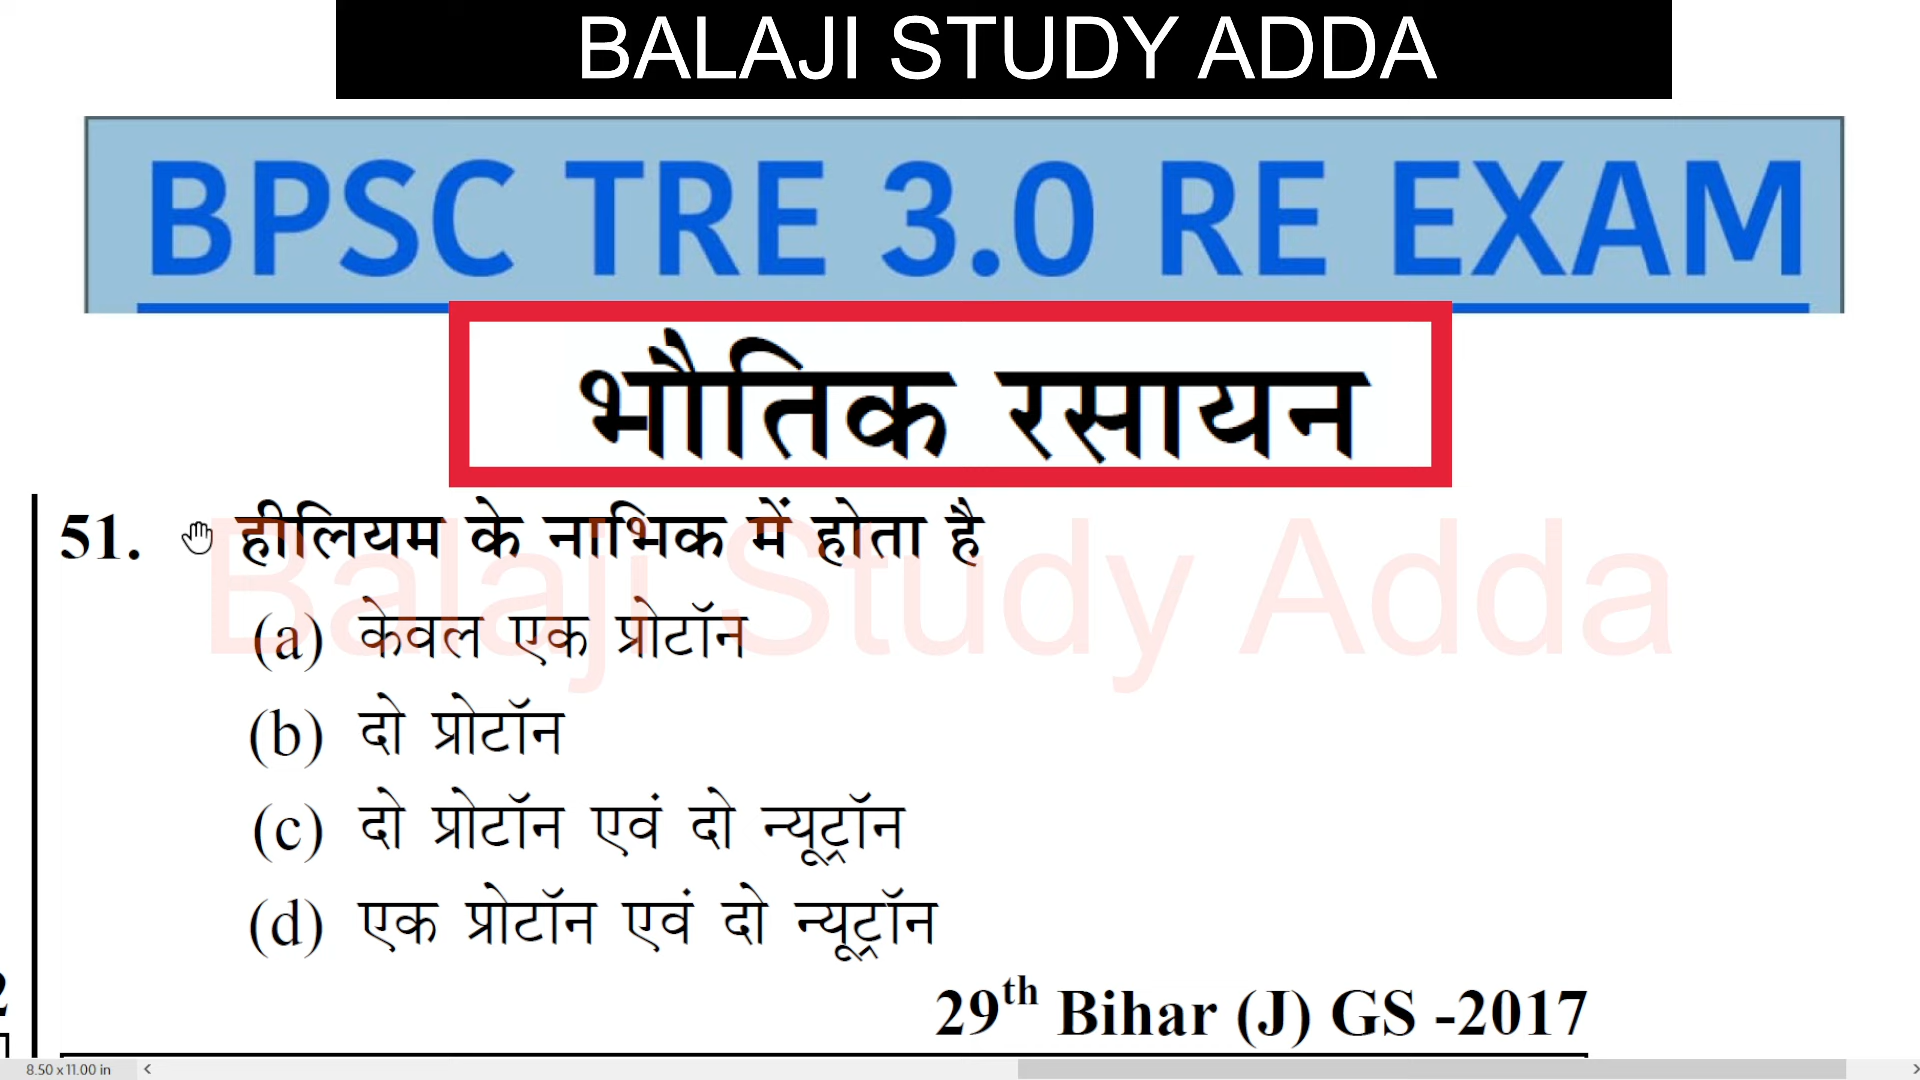 BALAJI STUDY ADDA
BPSC TRE 3.0 RE EXAM
भौतिक रसायन
51. हीलियम के नाभिक में होता है
Balaji Study Adda
(a) केवल एक प्रोटॉन
(b) दो प्रोटॉन
(c) दो प्रोटॉन एवं दो न्यूट्रॉन
(d) एक प्रोटॉन एवं दो न्यूट्रॉन
29th Bihar (J) GS -2017
8.50 x 11.00 in